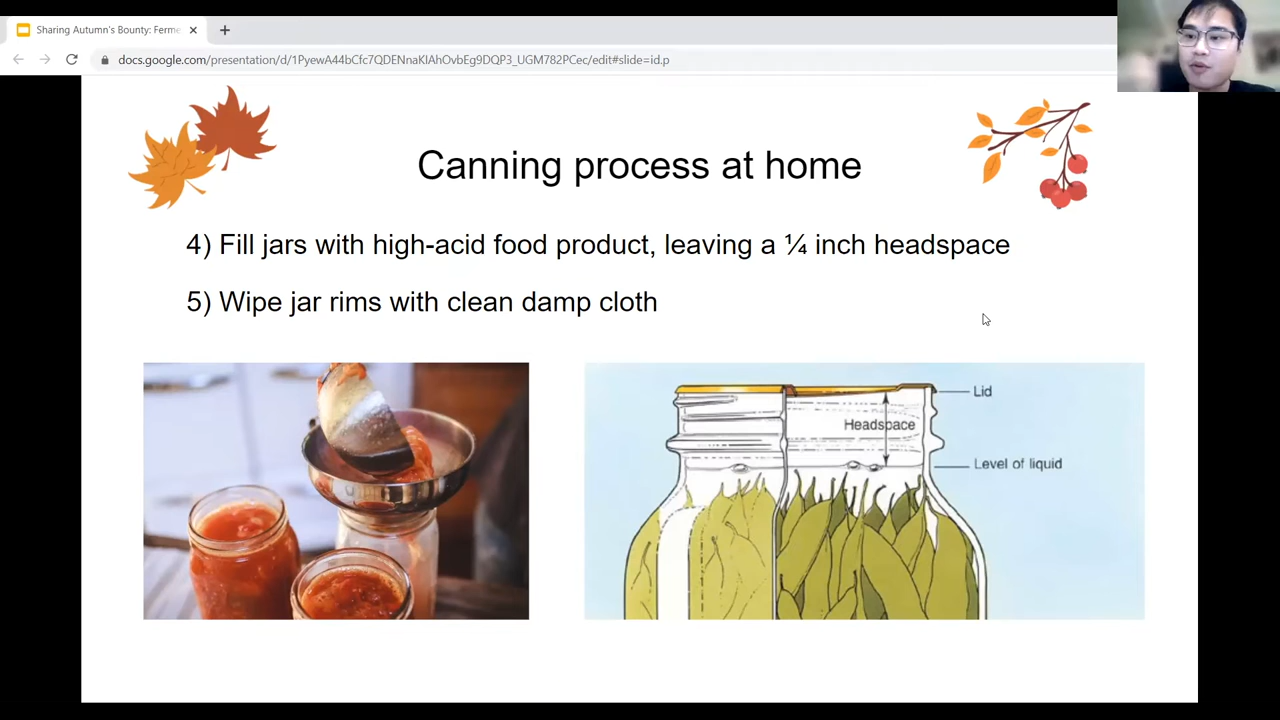 Sharing Autumn's Bounty: Ferme
docs.google.com/presentation/d/1PyewA44bCfc7QDENnaKIAhOvbEg9DQP3_UGM782PCec/edit#slide=id.p
Canning process at home
4) Fill jars with high-acid food product, leaving a ¼ inch headspace
5) Wipe jar rims with clean damp cloth
Lid
Headspace
Level of liquid